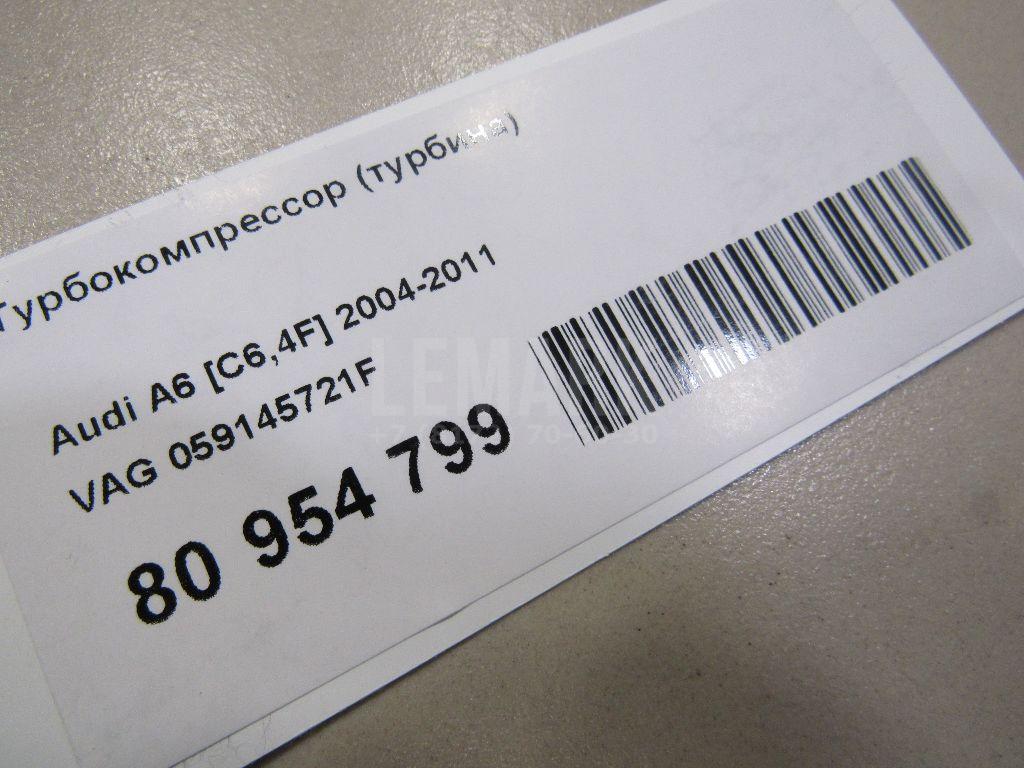 Турбокомпрессор (турбина)
Audi A6 [C6,4F] 2004-2011
VAG 059145721F
80 954 799